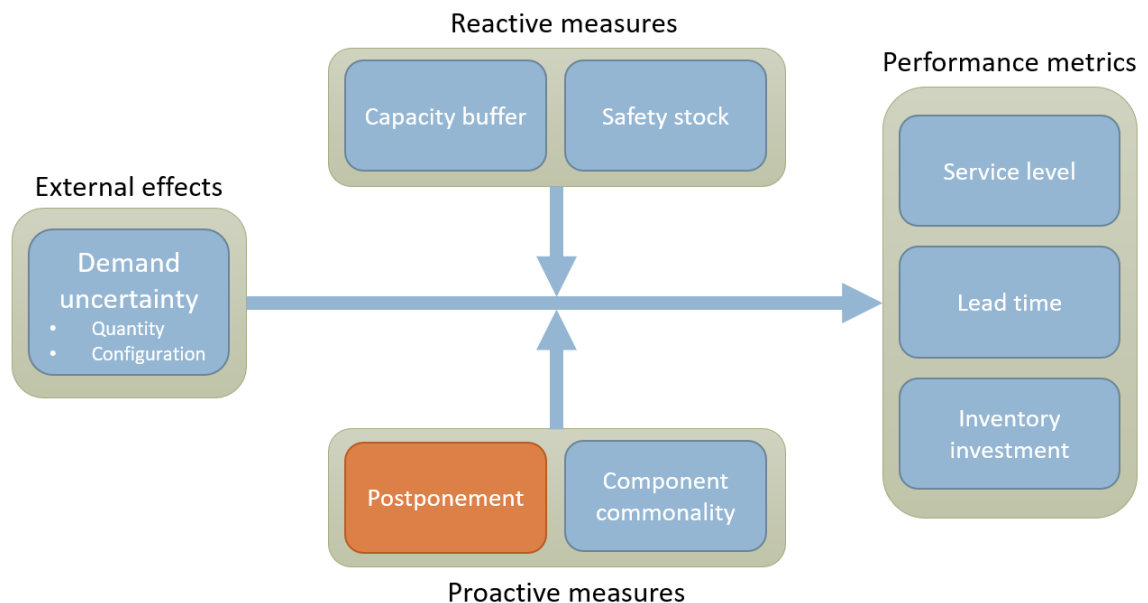 Reactive measures
Capacity buffer
Safety stock
Performance metrics
Service level
Lead time
Inventory
investment
External effects
Demand
uncertainty
• Quantity
• Configuration
Postponement
Component
commonality
Proactive measures